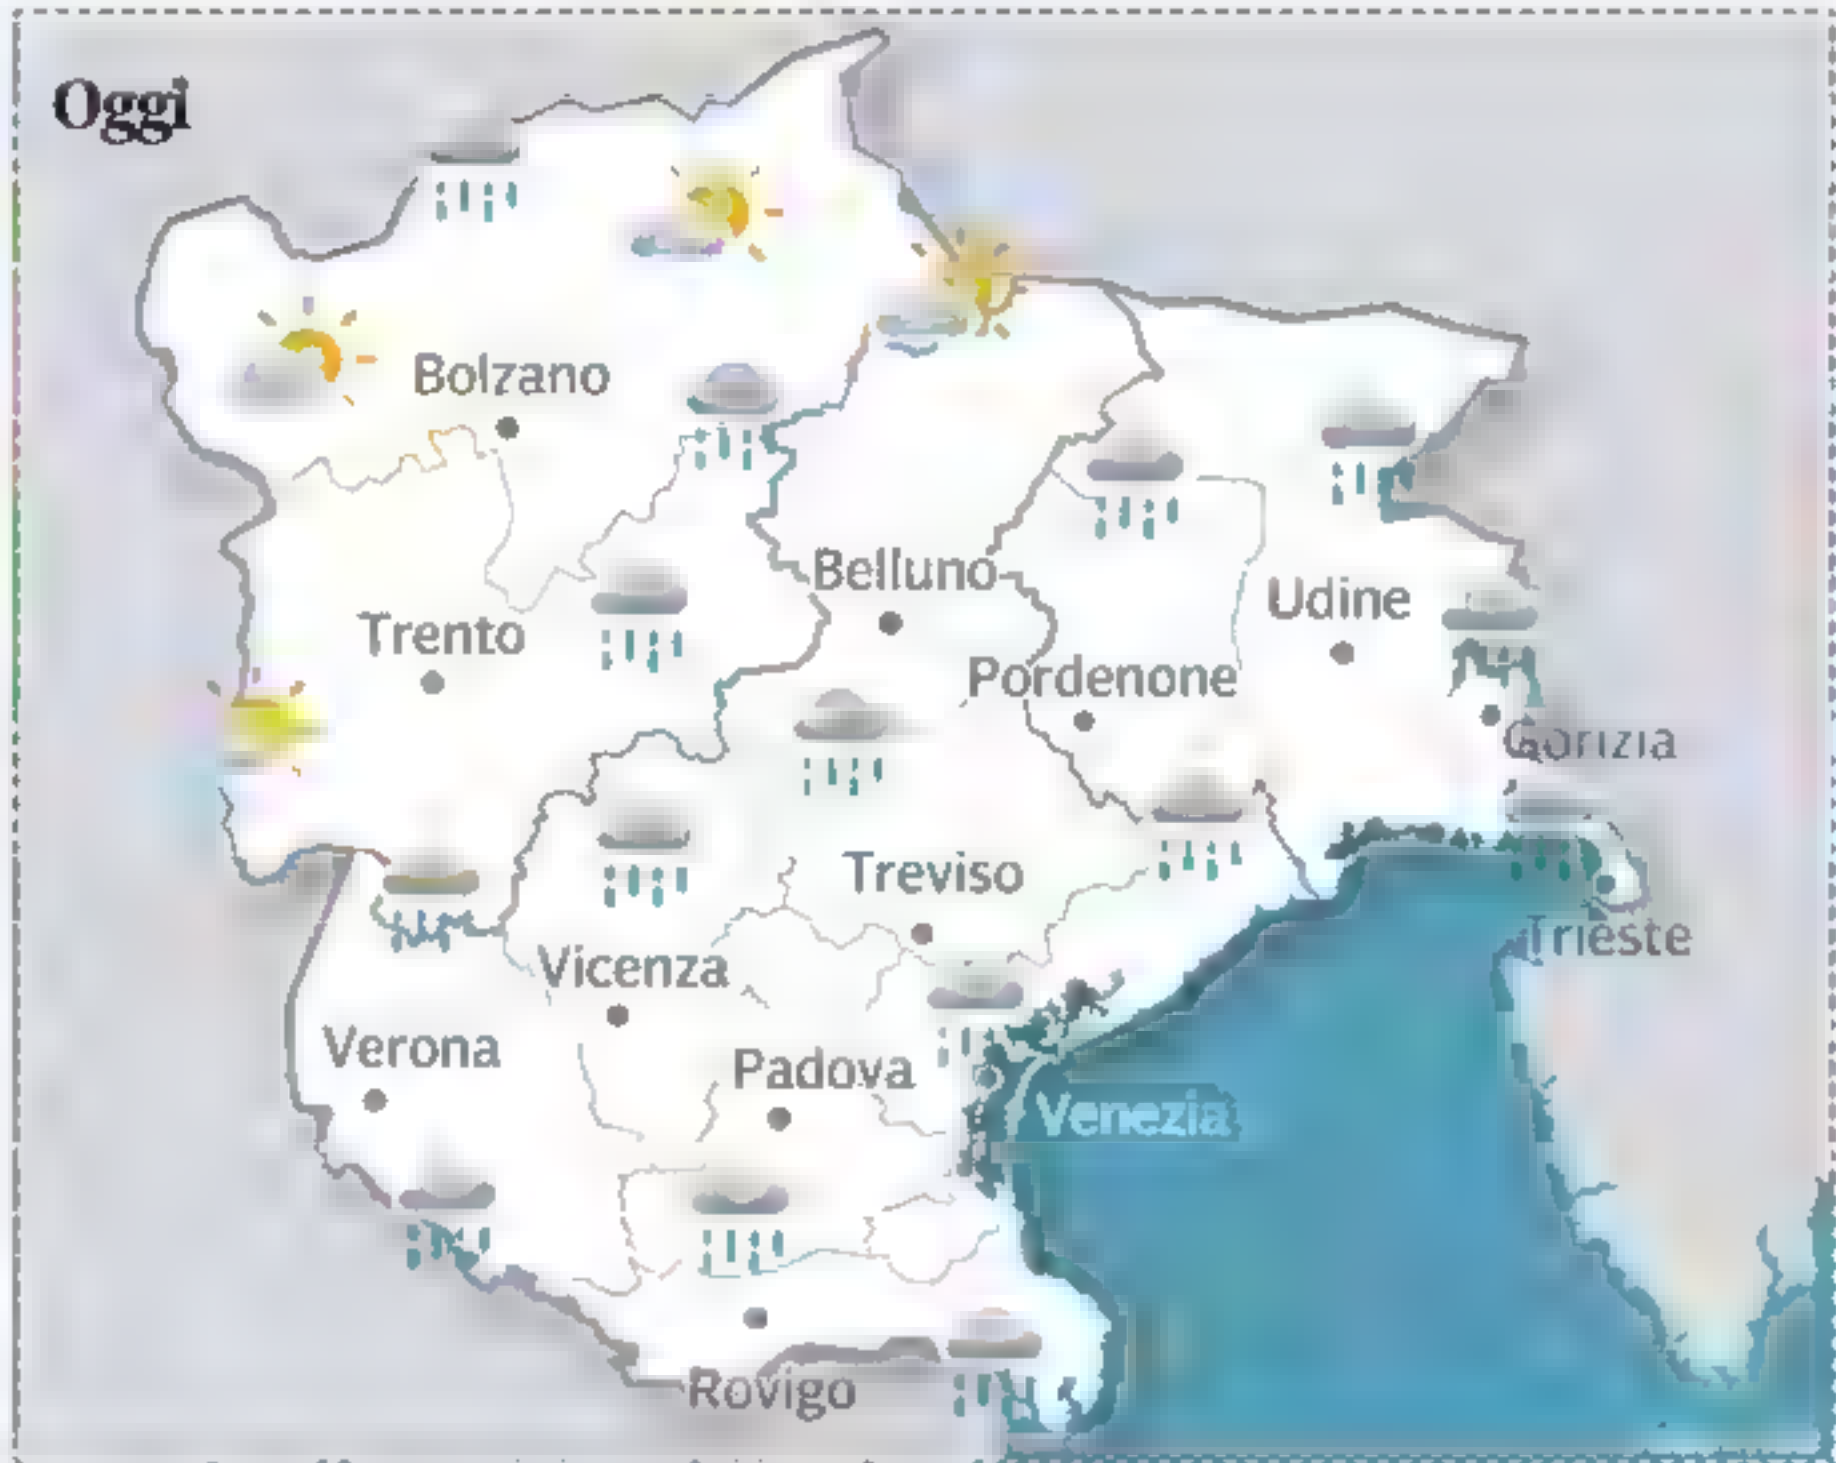 Oggi
Bolzano
Belluno
Udine
Trento
Pordenone
Gorizia
Treviso
Trieste
Vicenza
Verona
Padova
Venezia
Rovigo